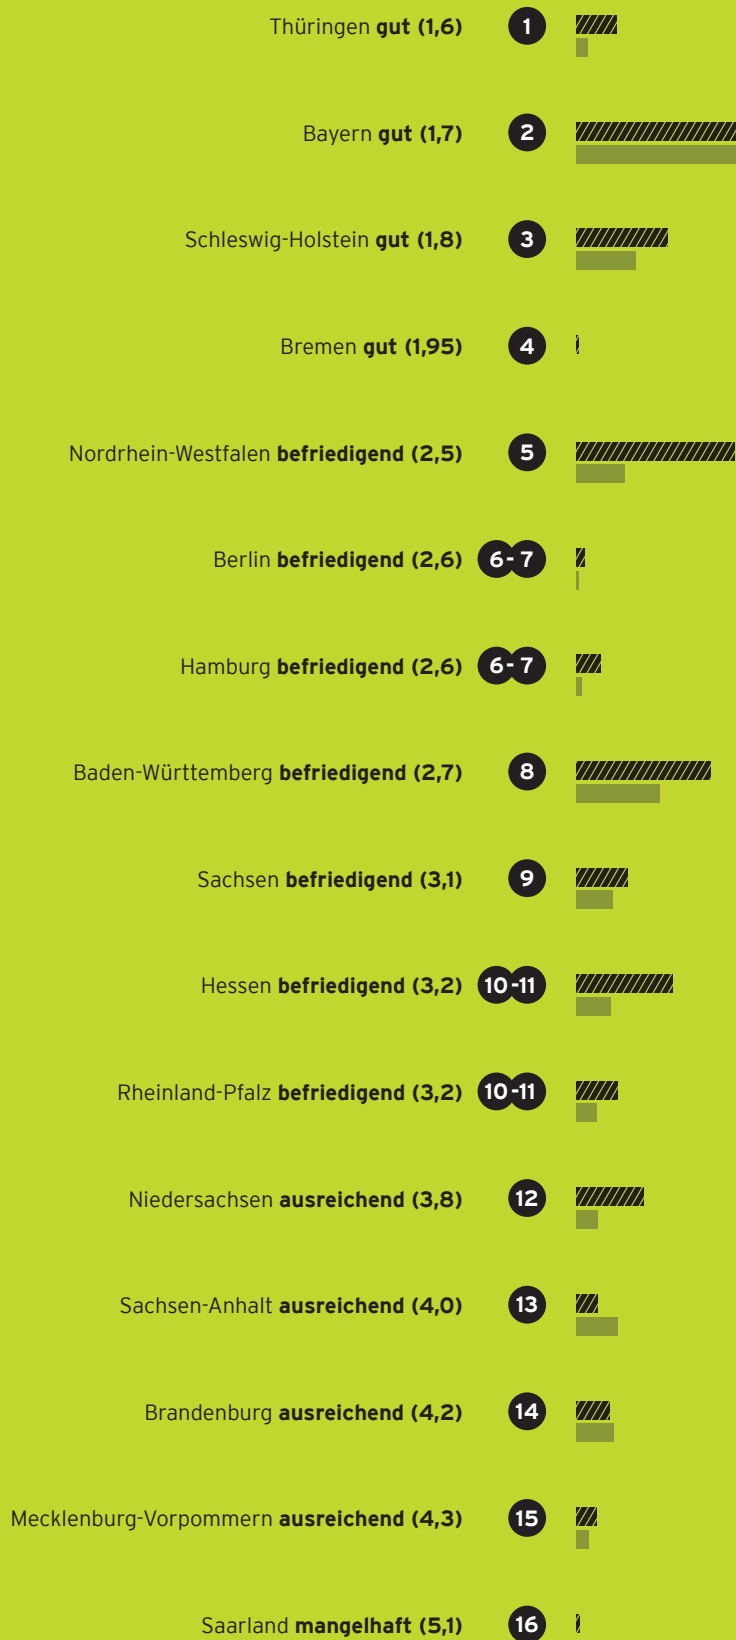 Thüringen gut (1,6) 1
Bayern gut (1,7) 2
Schleswig-Holstein gut (1,8) 3
Bremen gut (1,95) 4
Nordrhein-Westfalen befriedigend (2,5) 5
Berlin befriedigend (2,6) 6-7
Hamburg befriedigend (2,6) 6-7
Baden-Württemberg befriedigend (2,7) 8
Sachsen befriedigend (3,1) 9
Hessen befriedigend (3,2) 10-11
Rheinland-Pfalz befriedigend (3,2) 10-11
Niedersachsen ausreichend (3,8) 12
Sachsen-Anhalt ausreichend (4,0) 13
Brandenburg ausreichend (4,2) 14
Mecklenburg-Vorpommern ausreichend (4,3) 15
Saarland mangelhaft (5,1) 16